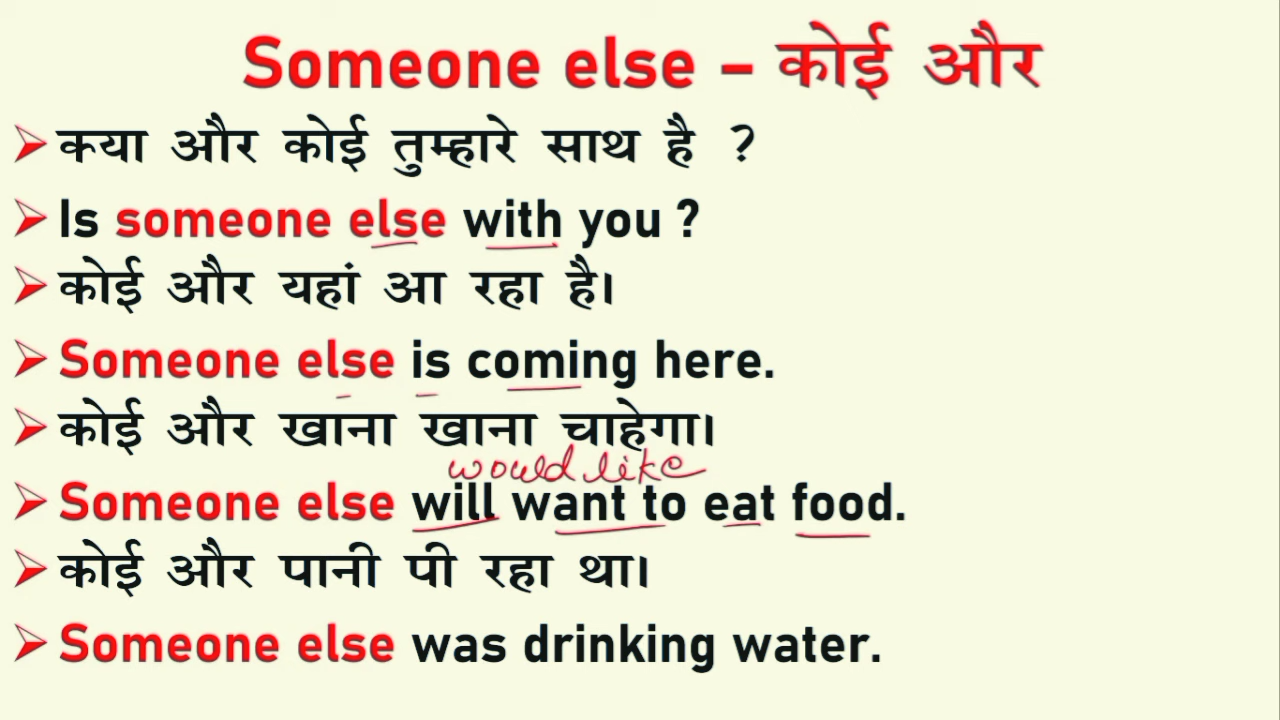 Someone else – कोई और
क्या और कोई तुम्हारे साथ है ?
Is someone else with you ?
कोई और यहां आ रहा है।
Someone else is coming here.
कोई और खाना खाना चाहेगा।
would like
Someone else will want to eat food.
कोई और पानी पी रहा था।
Someone else was drinking water.